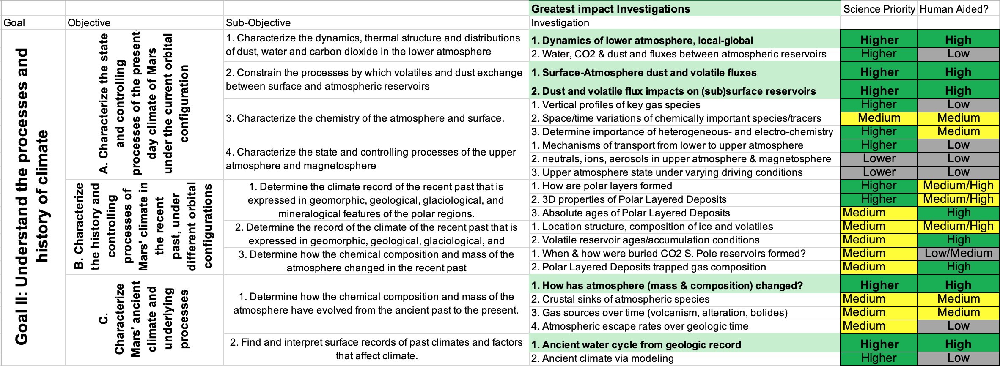 Greatest impact Investigations
Science Priority
Human Aided?
Goal
Objective
Sub-Objective
Investigation
Goal II: Understand the processes and
history of climate
A. Characterize the state
and controlling
processes of the present-
day climate of Mars
under the current orbital
configuration
1. Characterize the dynamics, thermal structure and distributions
of dust, water and carbon dioxide in the lower atmosphere
1. Dynamics of lower atmosphere, local-global
Higher
High
2. Water, CO2 & dust and fluxes between atmospheric reservoirs
Higher
Low
2. Constrain the processes by which volatiles and dust exchange
between surface and atmospheric reservoirs
1. Surface-Atmosphere dust and volatile fluxes
Higher
High
2. Dust and volatile flux impacts on (sub)surface reservoirs
Higher
High
3. Characterize the chemistry of the atmosphere and surface.
1. Vertical profiles of key gas species
Higher
Low
2. Space/time variations of chemically important species/tracers
Medium
Medium
3. Determine importance of heterogeneous- and electro-chemistry
Higher
Medium
4. Characterize the state and controlling processes of the upper
atmosphere and magnetosphere
1. Mechanisms of transport from lower to upper atmosphere
Higher
Low
2. neutrals, ions, aerosols in upper atmosphere & magnetosphere
Lower
Low
3. Upper atmosphere state under varying driving conditions
Lower
Low
B. Characterize
the history and
controlling
processes of
Mars' climate in
the recent
past, under
different orbital
configurations
1. Determine the climate record of the recent past that is
expressed in geomorphic, geological, glaciological, and
mineralogical features of the polar regions.
1. How are polar layers formed
Higher
Medium/High
2. 3D properties of Polar Layered Deposits
Higher
Medium/High
3. Absolute ages of Polar Layered Deposits
Medium
High
2. Determine the record of the climate of the recent past that is
expressed in geomorphic, geological, glaciological, and
1. Location structure, composition of ice and volatiles
Medium
Medium/High
2. Volatile reservoir ages/accumulation conditions
Medium
High
3. Determine how the chemical composition and mass of the
atmosphere changed in the recent past
1. When & how were buried CO2 S. Pole reservoirs formed?
Medium
Low/Medium
2. Polar Layered Deposits trapped gas composition
Medium
High
C.
Characterize
Mars' ancient
climate and
underlying
processes
1. Determine how the chemical composition and mass of the
atmosphere have evolved from the ancient past to the present.
1. How has atmosphere (mass & composition) changed?
Higher
High
2. Crustal sinks of atmospheric species
Medium
Medium
3. Gas sources over time (volcanism, alteration, bolides)
Medium
Medium
4. Atmospheric escape rates over geologic time
Medium
Low
2. Find and interpret surface records of past climates and factors
that affect climate.
1. Ancient water cycle from geologic record
Higher
High
2. Ancient climate via modeling
Higher
Low